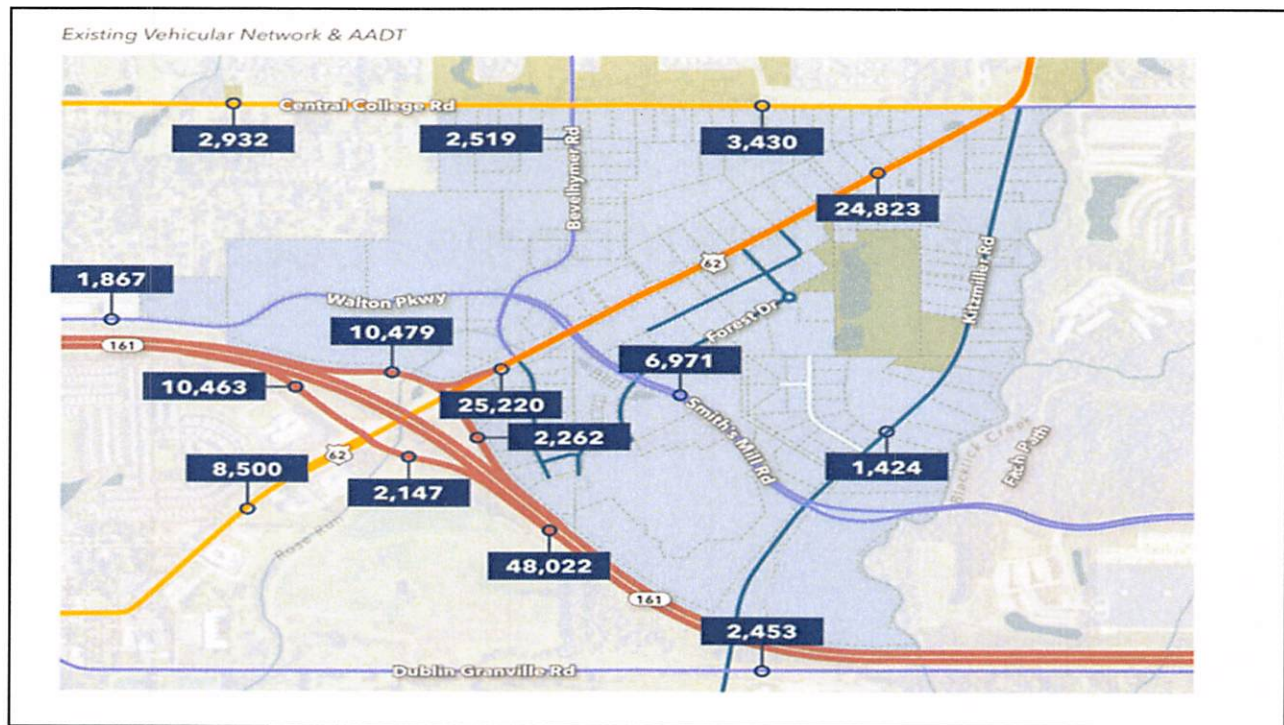 Existing Vehicular Network & AADT
Central College Rd
2,932
2,519
3,430
Bevelhymer Rd
24,823
62
1,867
Walton Pkwy
Kitzmiller Rd
Forest Dr
161
10,479
6,971
10,463
25,220
Smith's Mill Rd
2,262
62
8,500
2,147
1,424
Blacklick Creek
Fach Path
Rose Run
48,022
161
2,453
Dublin Granville Rd